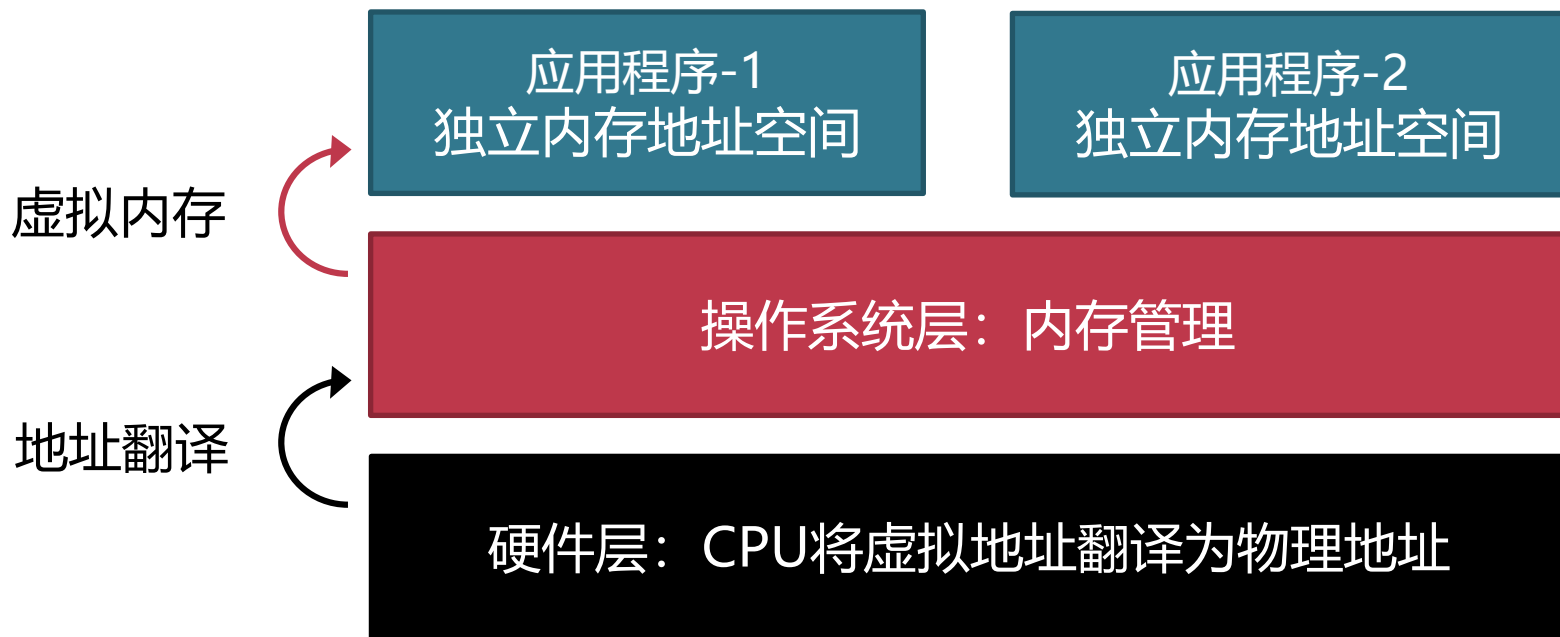 应用程序-1
独立内存地址空间
应用程序-2
独立内存地址空间
虚拟内存
操作系统层：内存管理
地址翻译
硬件层：CPU将虚拟地址翻译为物理地址